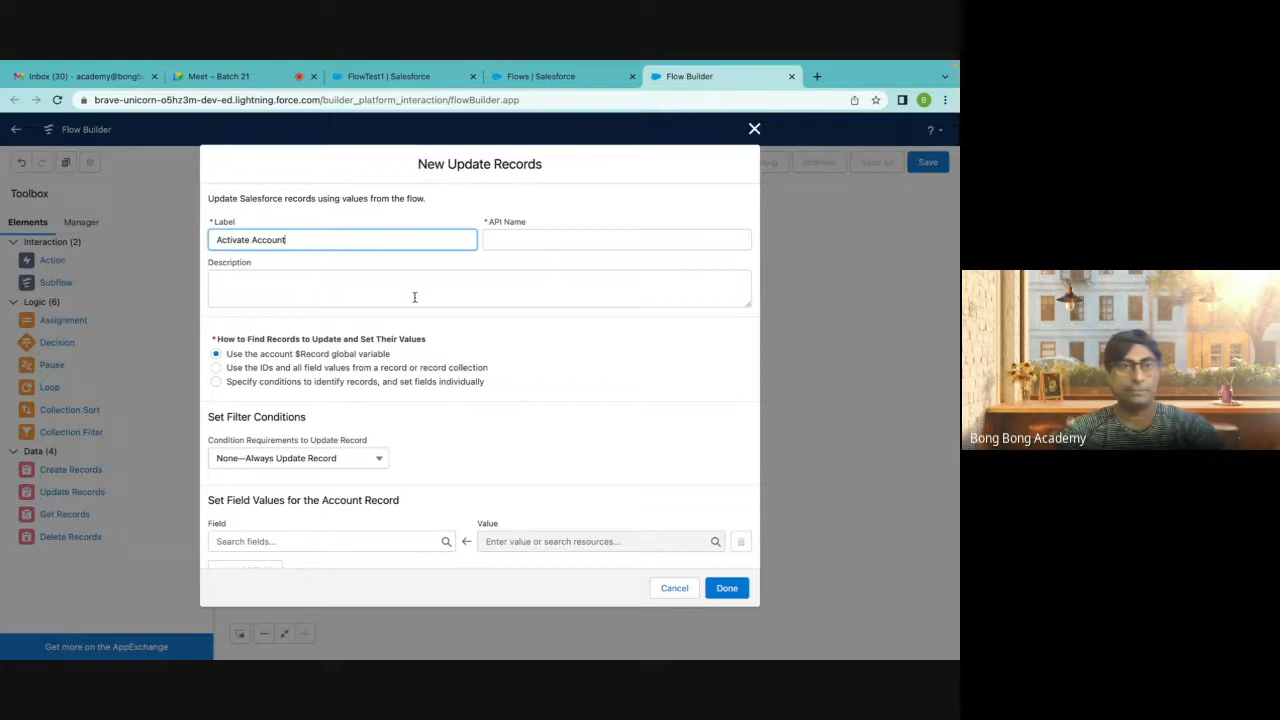 Inbox (30) - academy@bongb
Meet – Batch 21
FlowTest1 | Salesforce
Flows | Salesforce
Flow Builder
brave-unicorn-o5hz3m-dev-ed.lightning.force.com/builder_platform_interaction/flowBuilder.app
B
Flow Builder
?
New Update Records
Save
Toolbox
Update Salesforce records using values from the flow.
Elements
Manager
* Label
* API Name
Interaction (2)
Activate Account
Action
Description
Subflow
Logic (6)
Assignment
Decision
* How to Find Records to Update and Set Their Values
Use the account $Record global variable
Pause
Use the IDs and all field values from a record or record collection
Loop
Specify conditions to identify records, and set fields individually
Collection Sort
Set Filter Conditions
Collection Filter
Condition Requirements to Update Record
Data (4)
None—Always Update Record
Create Records
Update Records
Set Field Values for the Account Record
Get Records
Field
Value
Delete Records
Search fields...
Enter value or search resources...
Cancel
Done
Get more on the AppExchange
Bong Bong Academy